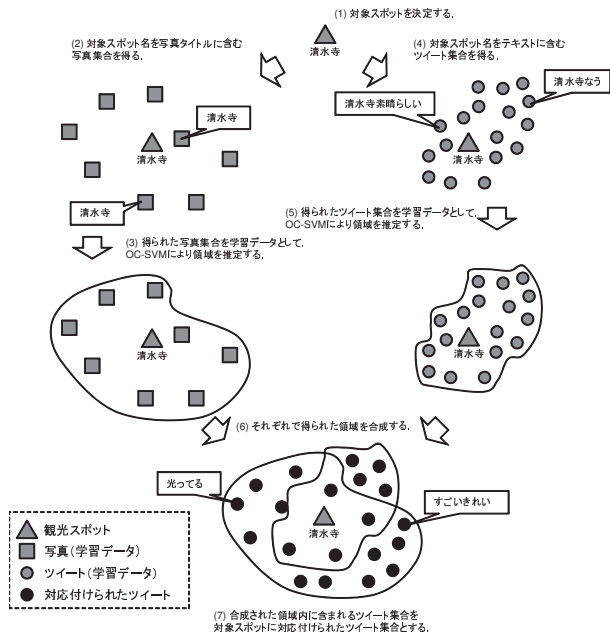 (1) 対象スポットを決定する。
清水寺
(2) 対象スポット名を写真タイトルに含む
写真集合を得る。
(4) 対象スポット名をテキストに含む
ツイート集合を得る。
清水寺
清水寺
清水寺
清水寺素晴らしい
清水寺なう
清水寺
(3) 得られた写真集合を学習データとして、
OC-SVMにより領域を推定する。
(5) 得られたツイート集合を学習データとして、
OC-SVMにより領域を推定する。
清水寺
清水寺
(6) それぞれで得られた領域を合成する。
光ってる
すごいきれい
清水寺
観光スポット
写真(学習データ)
ツイート(学習データ)
対応付けられたツイート
(7) 合成された領域内に含まれるツイート集合を
対象スポットに対応付けられたツイート集合とする。